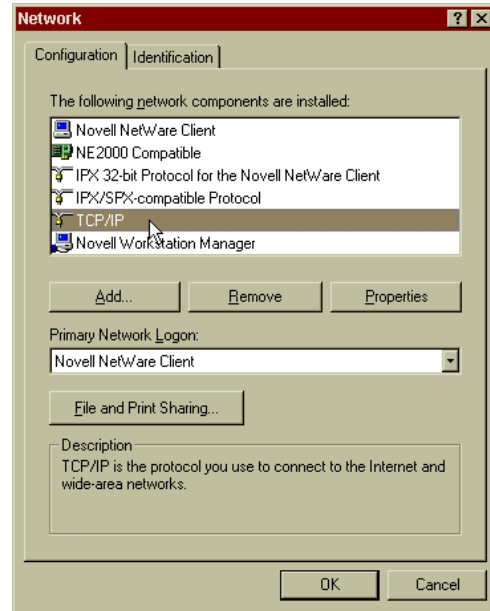 Network
Configuration
Identification
The following network components are installed:
Novell NetWare Client
NE2000 Compatible
IPX 32-bit Protocol for the Novell NetWare Client
IPX/SPX-compatible Protocol
TCP/IP
Novell Workstation Manager
Add...
Remove
Properties
Primary Network Logon:
Novell NetWare Client
File and Print Sharing...
Description
TCP/IP is the protocol you use to connect to the Internet and
wide-area networks.
OK
Cancel